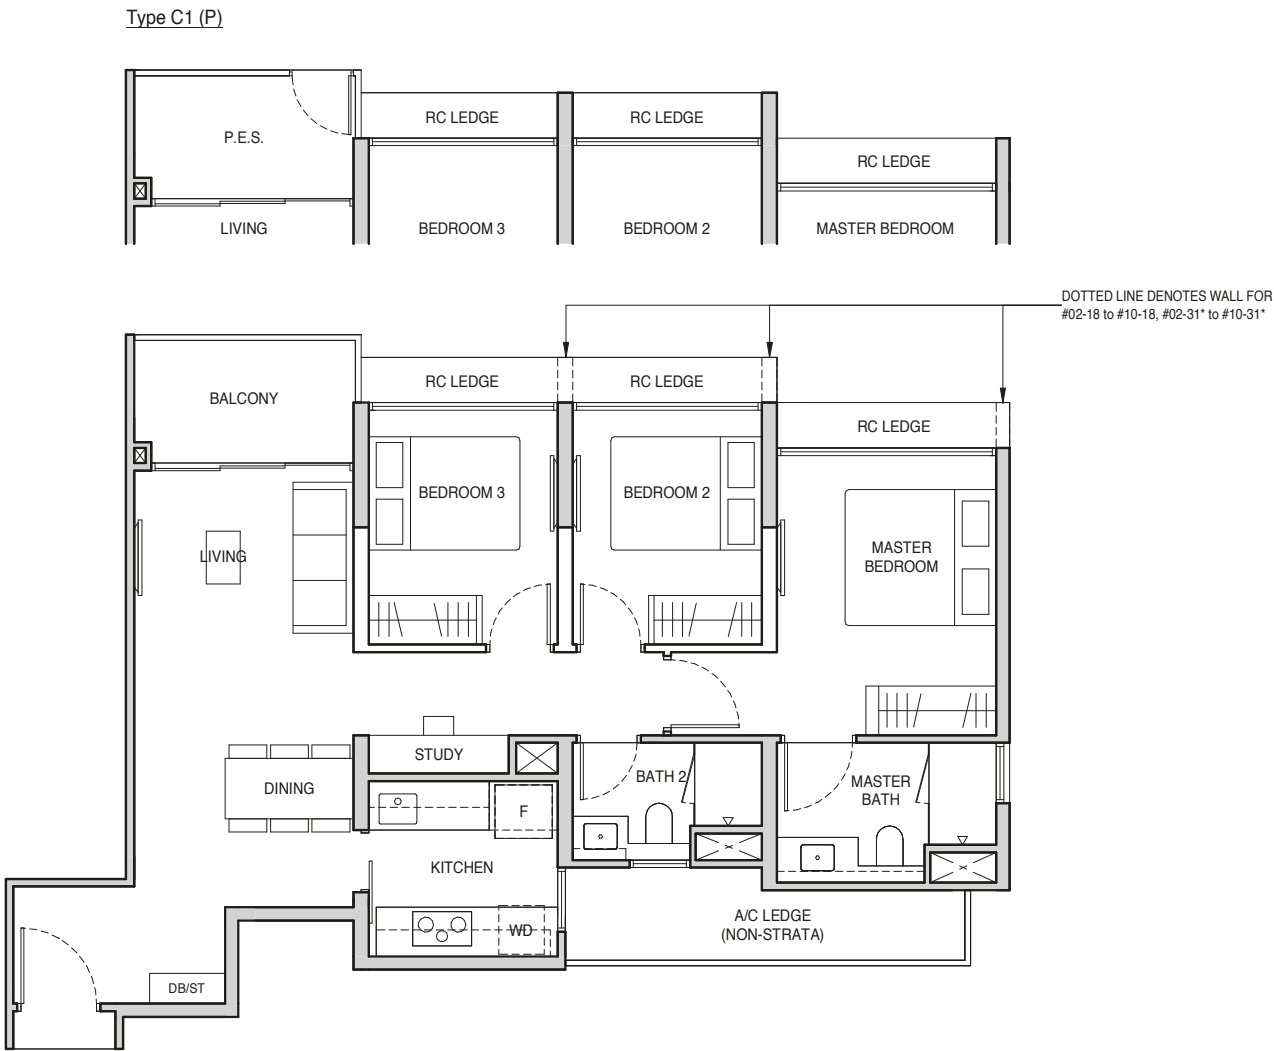 Type C1 (P)
RC LEDGE
RC LEDGE
P.E.S.
RC LEDGE
LIVING
BEDROOM 3
BEDROOM 2
MASTER BEDROOM
DOTTED LINE DENOTES WALL FOR
#02-18 to #10-18, #02-31* to #10-31*
RC LEDGE
RC LEDGE
BALCONY
RC LEDGE
BEDROOM 3
BEDROOM 2
LIVING
MASTER
BEDROOM
STUDY
BATH 2
DINING
MASTER
BATH
F
KITCHEN
WD
A/C LEDGE
(NON-STRATA)
DB/ST